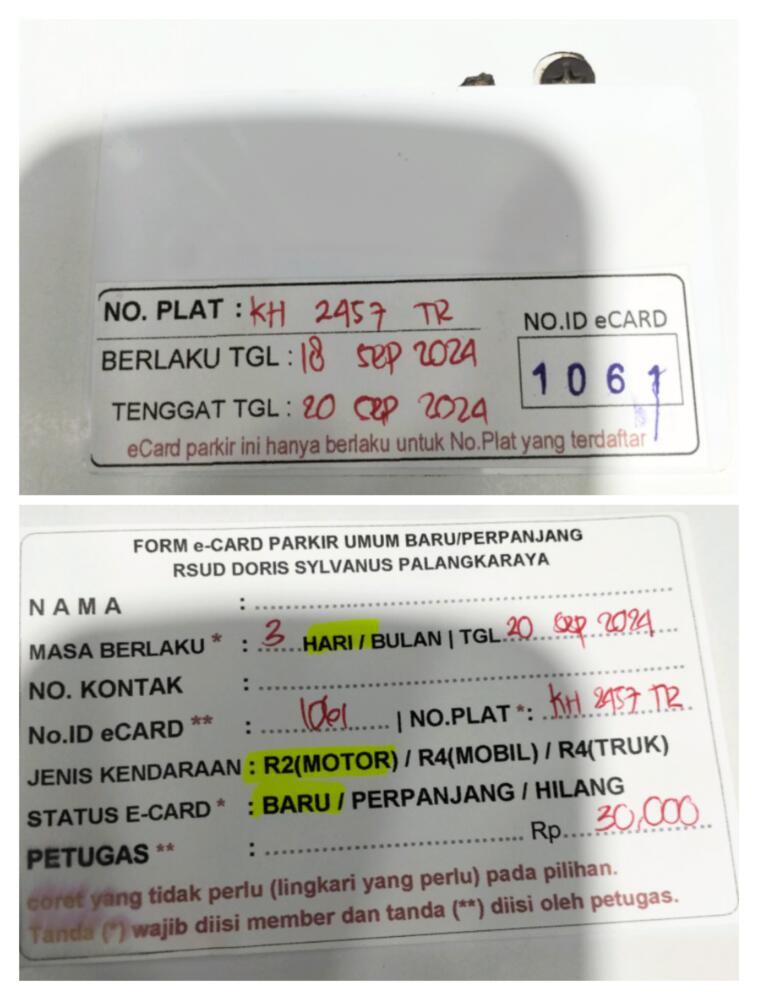 NO. PLAT : KH 2457 TR
BERLAKU TGL : 18 SEP 2024
TENGGAT TGL : 20 SEP 2024
NO.ID eCARD
1061
eCard parkir ini hanya berlaku untuk No.Plat yang terdaftar
FORM e-CARD PARKIR UMUM BARU/PERPANJANG
RSUD DORIS SYLVANUS PALANGKARAYA
NAMA : ....................
MASA BERLAKU * : 3 HARI / BULAN | TGL 20 Sep 2024
NO. KONTAK : ....................
No.ID eCARD ** : 1061 | NO.PLAT *: KH 2457 TR
JENIS KENDARAAN : R2(MOTOR) / R4(MOBIL) / R4(TRUK)
STATUS E-CARD * : BARU / PERPANJANG / HILANG
PETUGAS ** : .................... Rp. 30,000
coret yang tidak perlu (lingkari yang perlu) pada pilihan.
Tanda (*) wajib diisi member dan tanda (**) diisi oleh petugas.